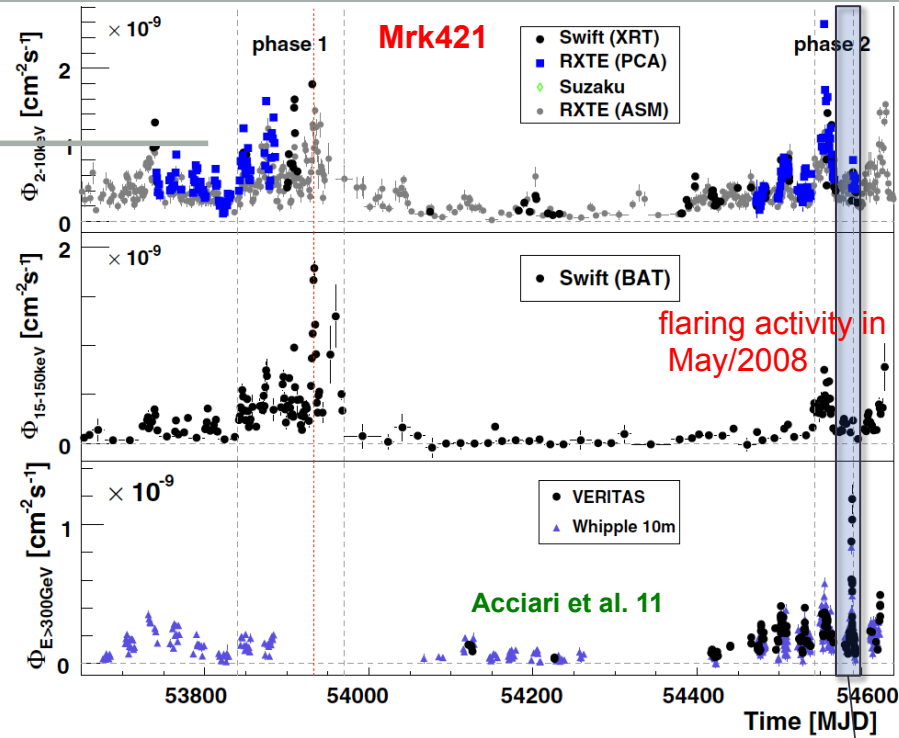 × 10⁻⁹
phase 1
Mrk421
phase 2
Swift (XRT)
RXTE (PCA)
Suzaku
RXTE (ASM)
2
0
Φ2-10keV [cm⁻²s⁻¹]
2
× 10⁻⁹
Swift (BAT)
flaring activity in
May/2008
0
Φ15-150keV [cm⁻²s⁻¹]
× 10⁻⁹
VERITAS
Whipple 10m
1
Acciari et al. 11
0
ΦE>300GeV [cm⁻²s⁻¹]
53800 54000 54200 54400 54600
Time [MJD]